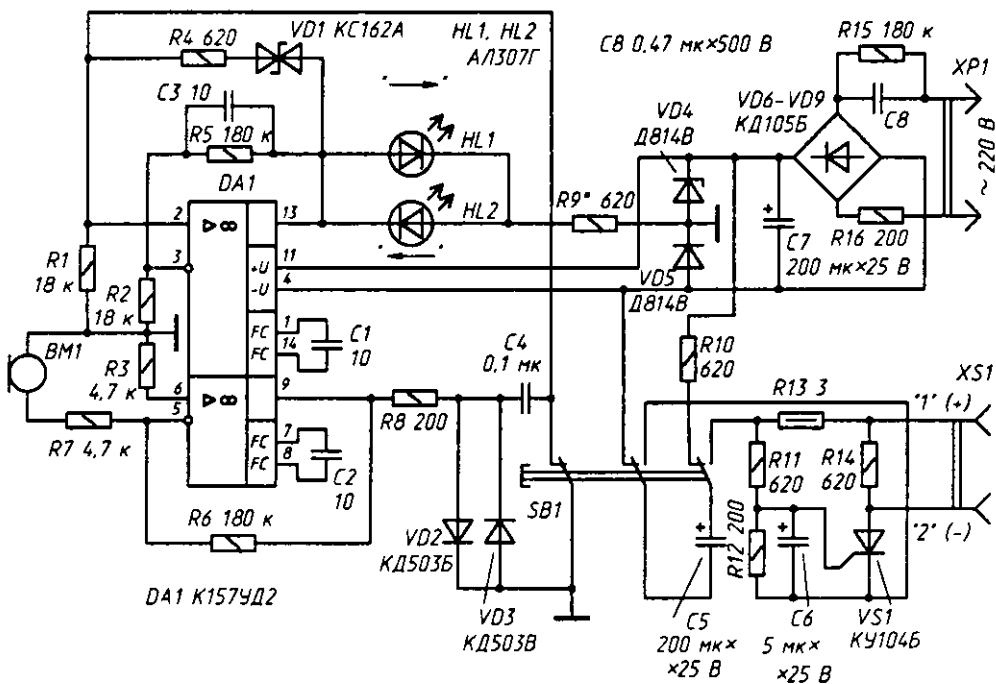 R4 620
VD1 КС162А
HL1, HL2
АЛ307Г
C8 0,47 мк×500 В
R15 180 к
XP1
C3 10
R5 180 к
" → "
HL1
VD4
Д814В
VD6–VD9
КД105Б
C8
~ 220 В
DA1
2
▷ ∞
13
HL2
" ← "
R9* 620
R16 200
R1
18 к
3
+U
11
-U
4
VD5
Д814В
+
C7
200 мк×25 В
R2
18 к
FC
1
FC
14
C1
10
C4
0,1 мк
R10
620
BM1
R3
4,7 к
6
▷ ∞
9
5
R8 200
R13 3
XS1
"1" (+)
R7 4,7 к
FC
7
FC
8
C2
10
R11
620
R14
620
SB1
"2" (−)
R6 180 к
VD2
КД503Б
+
R12 200
+
DA1 К157УД2
VD3
КД503В
C5
200 мк×
×25 В
C6
5 мк×
×25 В
VS1
КУ104Б